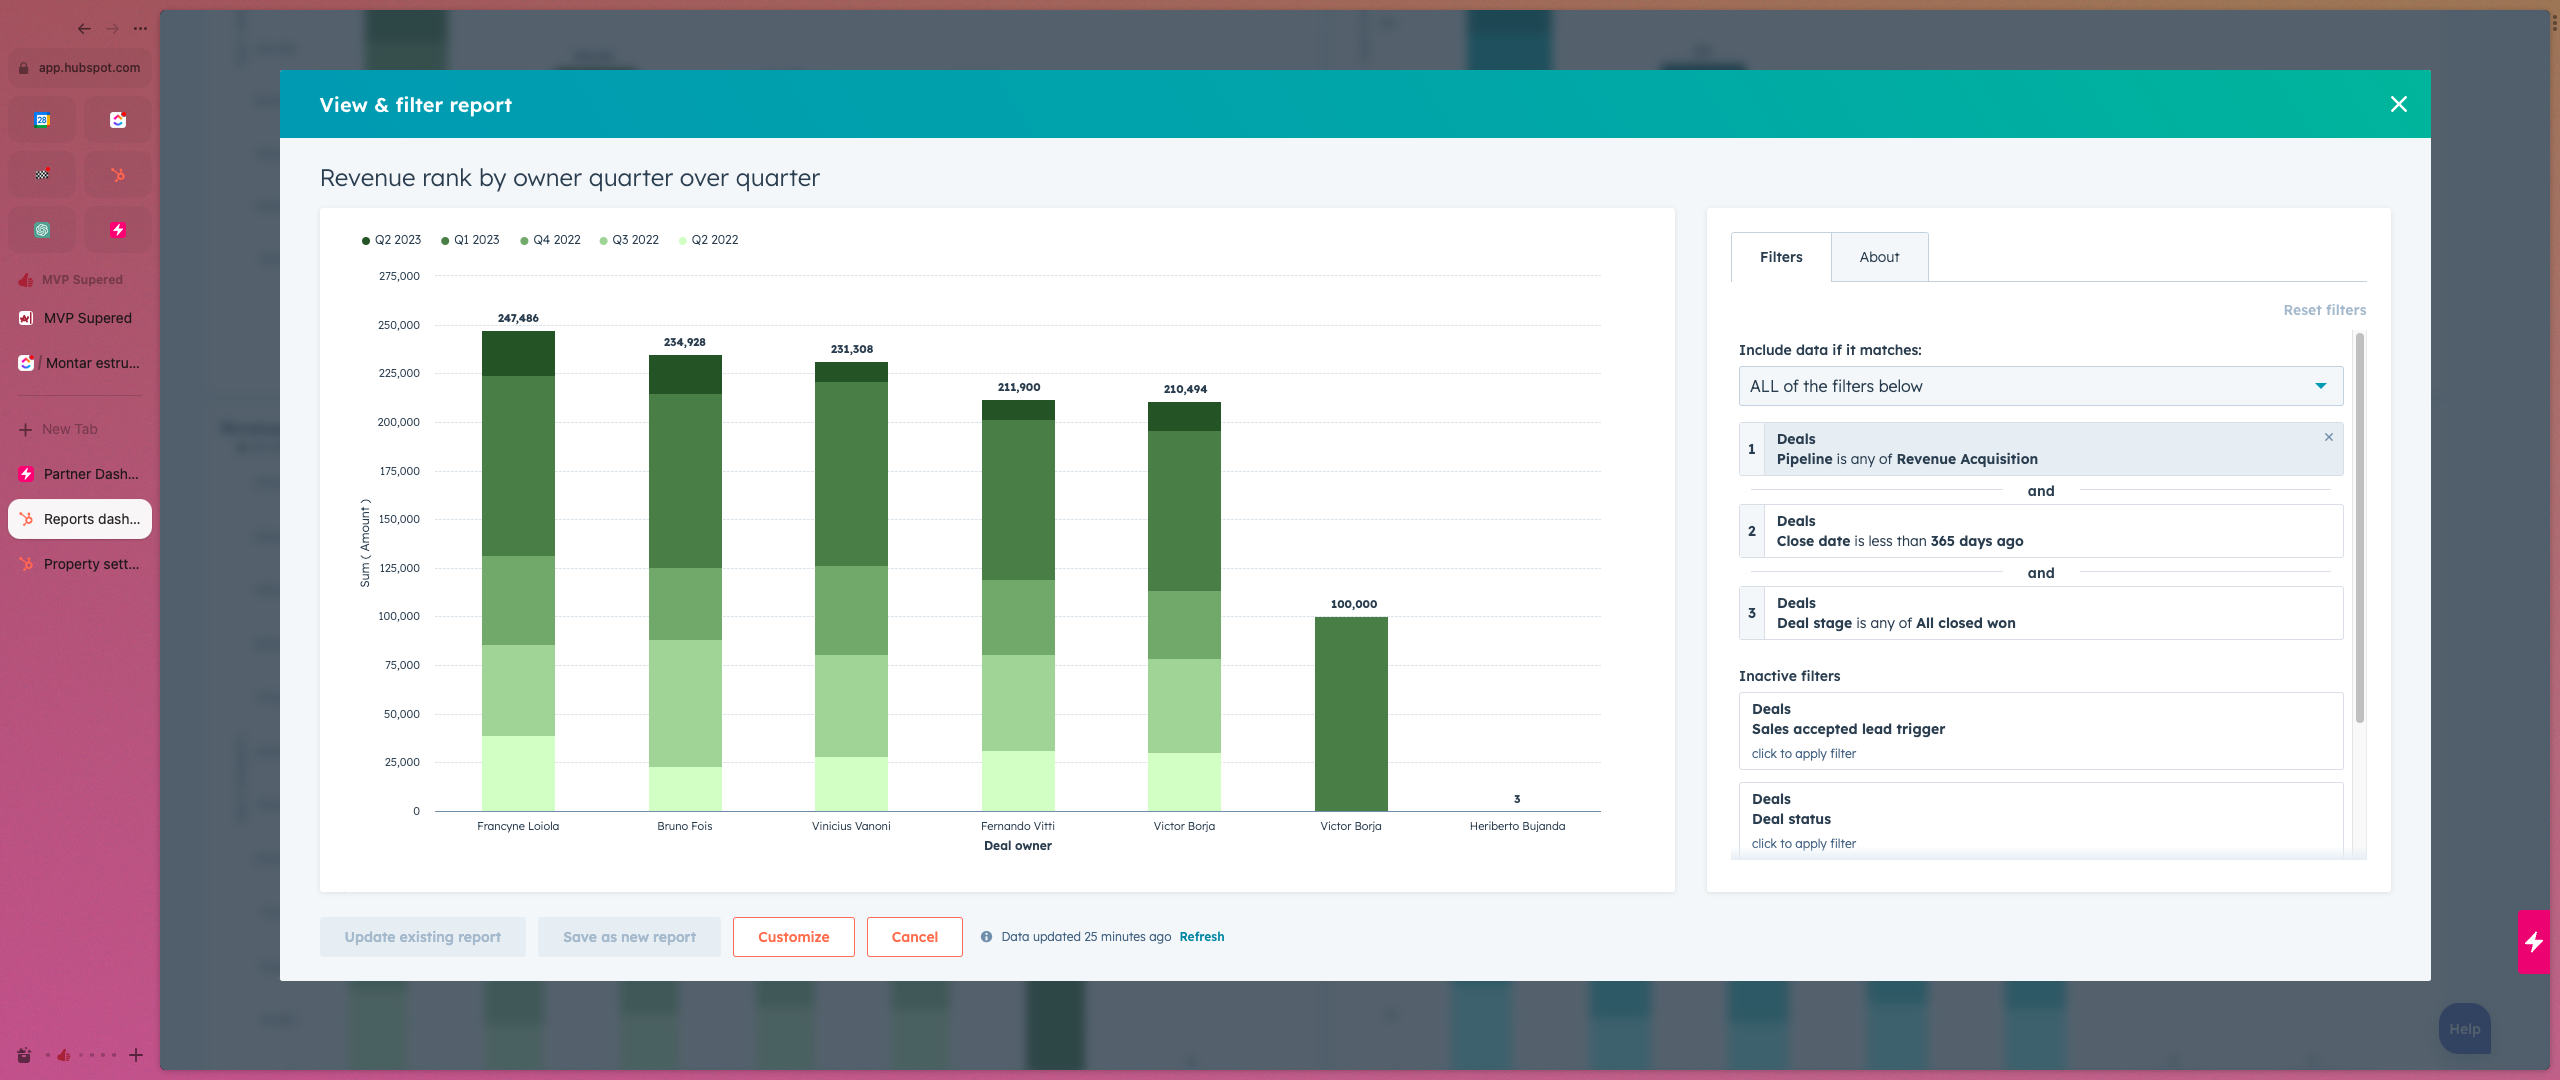 app.hubspot.com
28
MVP Supered
MVP Supered
/ Montar estru...
New Tab
Partner Dash...
Reports dash...
Property sett...
View & filter report
Revenue rank by owner quarter over quarter
Q2 2023
Q1 2023
Q4 2022
Q3 2022
Q2 2022
275,000
250,000
225,000
200,000
175,000
150,000
125,000
100,000
75,000
50,000
25,000
0
Sum ( Amount )
247,486
234,928
231,308
211,900
210,494
100,000
3
Francyne Loiola
Bruno Fois
Vinicius Vanoni
Fernando Vitti
Victor Borja
Victor Borja
Heriberto Bujanda
Deal owner
Filters
About
Reset filters
Include data if it matches:
ALL of the filters below
1
Deals
Pipeline is any of Revenue Acquisition
and
2
Deals
Close date is less than 365 days ago
and
3
Deals
Deal stage is any of All closed won
Inactive filters
Deals
Sales accepted lead trigger
click to apply filter
Deals
Deal status
click to apply filter
Update existing report
Save as new report
Customize
Cancel
Data updated 25 minutes ago Refresh
Help